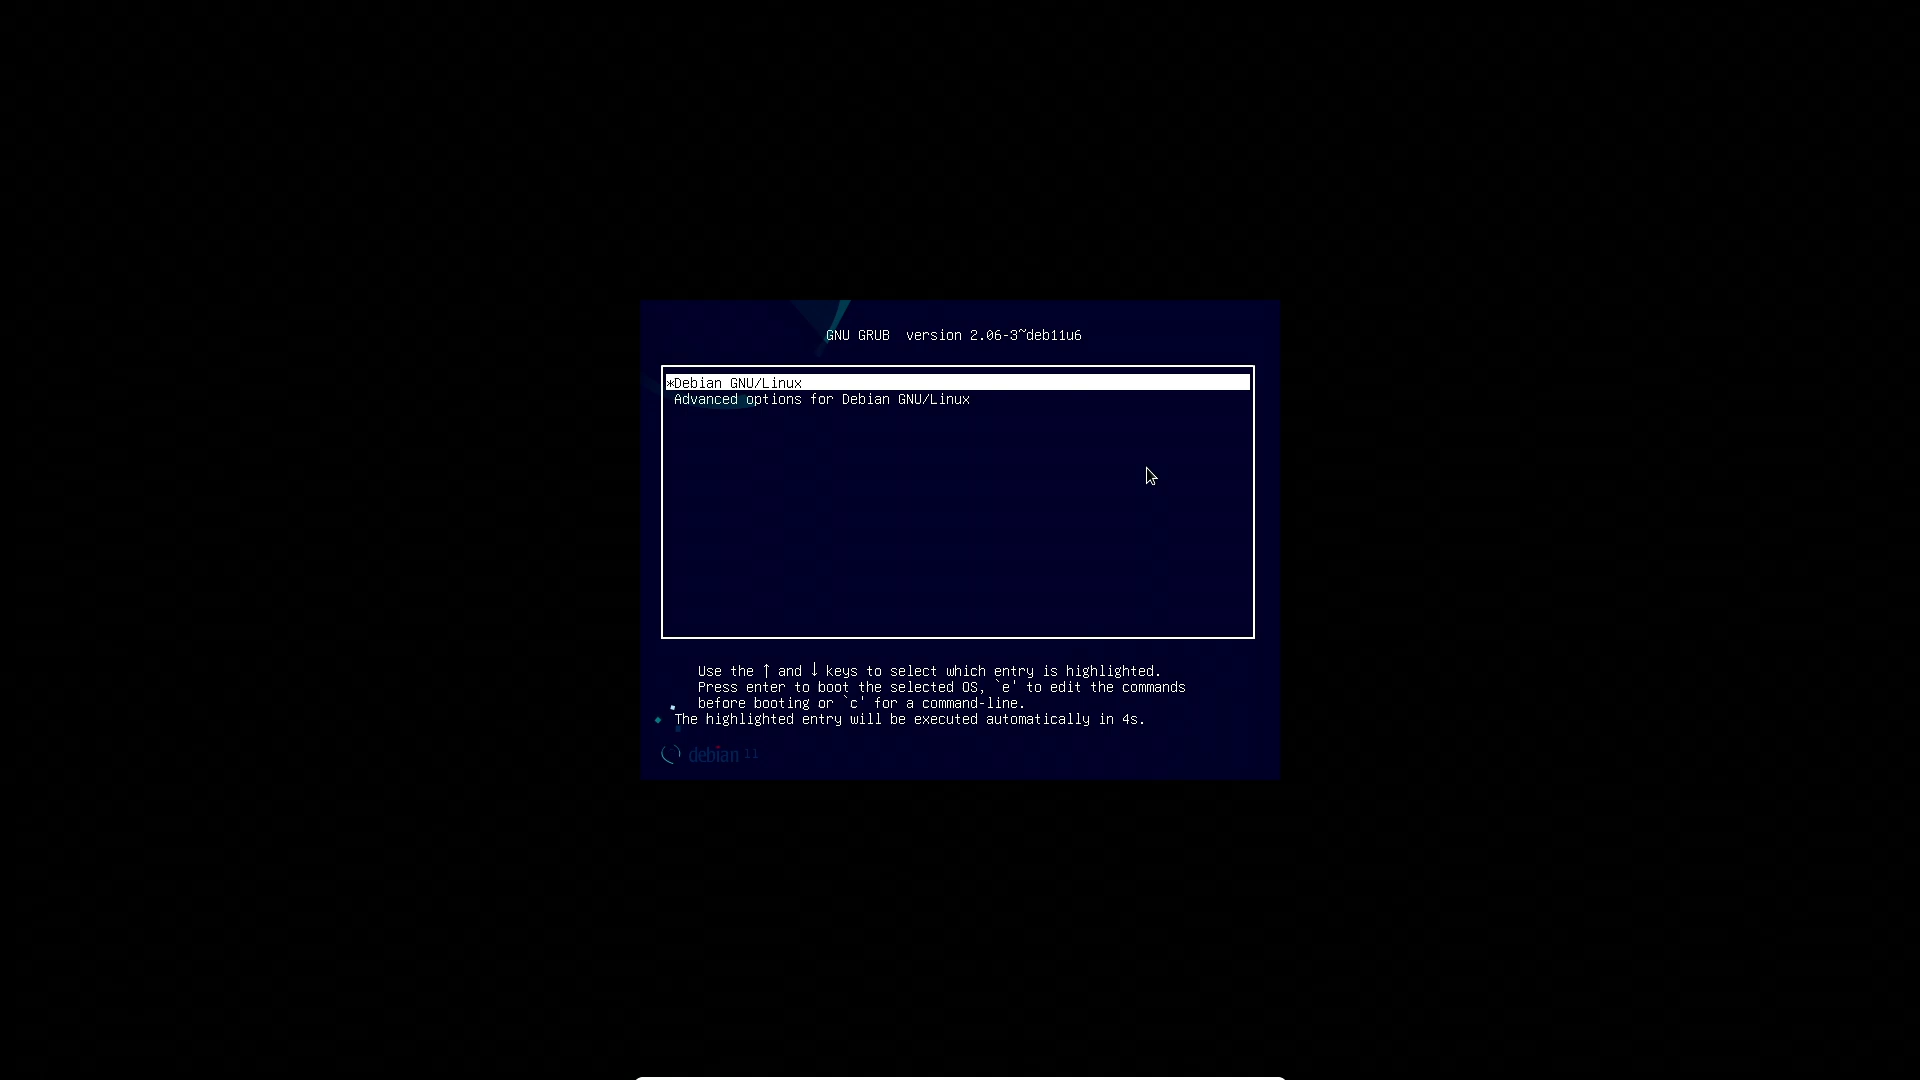 GNU GRUB  version 2.06-3~deb11u6
*Debian GNU/Linux
Advanced options for Debian GNU/Linux
Use the ↑ and ↓ keys to select which entry is highlighted.
Press enter to boot the selected OS, `e' to edit the commands
before booting or `c' for a command-line.
The highlighted entry will be executed automatically in 4s.
debian 11